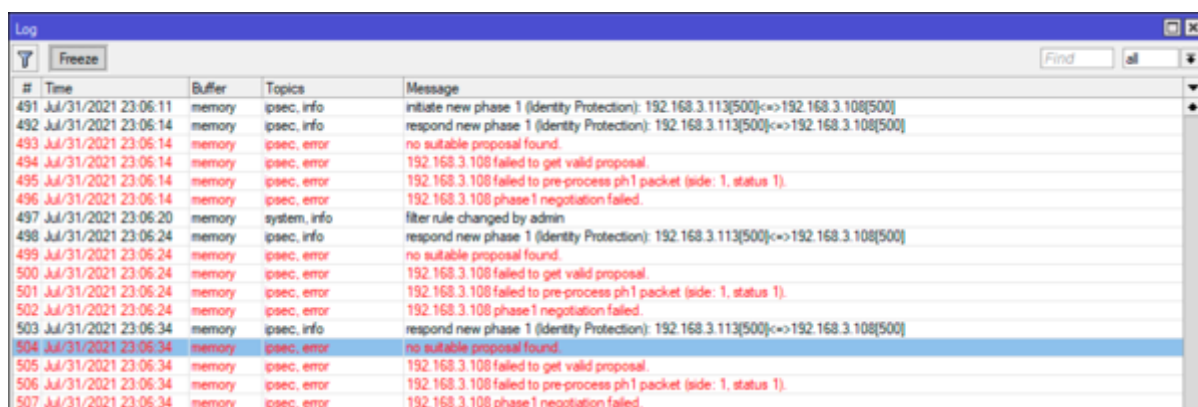 Log
Freeze Find all
# Time Buffer Topics Message
491 Jul/31/2021 23:06:11 memory ipsec, info initiate new phase 1 (Identity Protection): 192.168.3.113[500]<=>192.168.3.108[500]
492 Jul/31/2021 23:06:14 memory ipsec, info respond new phase 1 (Identity Protection): 192.168.3.113[500]<=>192.168.3.108[500]
493 Jul/31/2021 23:06:14 memory ipsec, error no suitable proposal found.
494 Jul/31/2021 23:06:14 memory ipsec, error 192.168.3.108 failed to get valid proposal.
495 Jul/31/2021 23:06:14 memory ipsec, error 192.168.3.108 failed to pre-process ph1 packet (side: 1, status 1).
496 Jul/31/2021 23:06:14 memory ipsec, error 192.168.3.108 phase1 negotiation failed.
497 Jul/31/2021 23:06:20 memory system, info filter rule changed by admin
498 Jul/31/2021 23:06:24 memory ipsec, info respond new phase 1 (Identity Protection): 192.168.3.113[500]<=>192.168.3.108[500]
499 Jul/31/2021 23:06:24 memory ipsec, error no suitable proposal found.
500 Jul/31/2021 23:06:24 memory ipsec, error 192.168.3.108 failed to get valid proposal.
501 Jul/31/2021 23:06:24 memory ipsec, error 192.168.3.108 failed to pre-process ph1 packet (side: 1, status 1).
502 Jul/31/2021 23:06:24 memory ipsec, error 192.168.3.108 phase1 negotiation failed.
503 Jul/31/2021 23:06:34 memory ipsec, info respond new phase 1 (Identity Protection): 192.168.3.113[500]<=>192.168.3.108[500]
504 Jul/31/2021 23:06:34 memory ipsec, error no suitable proposal found.
505 Jul/31/2021 23:06:34 memory ipsec, error 192.168.3.108 failed to get valid proposal.
506 Jul/31/2021 23:06:34 memory ipsec, error 192.168.3.108 failed to pre-process ph1 packet (side: 1, status 1).
507 Jul/31/2021 23:06:34 memory ipsec, error 192.168.3.108 phase1 negotiation failed.